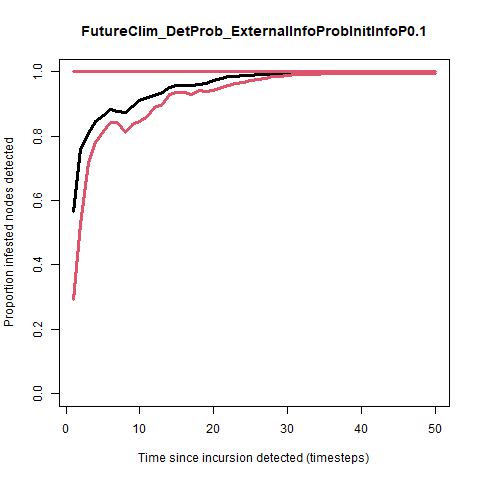 FutureClim_DetProb_ExternalInfoProbInitInfoP0.1
Proportion infested nodes detected
1.0
0.8
0.6
0.4
0.2
0.0
0 10 20 30 40 50
Time since incursion detected (timesteps)